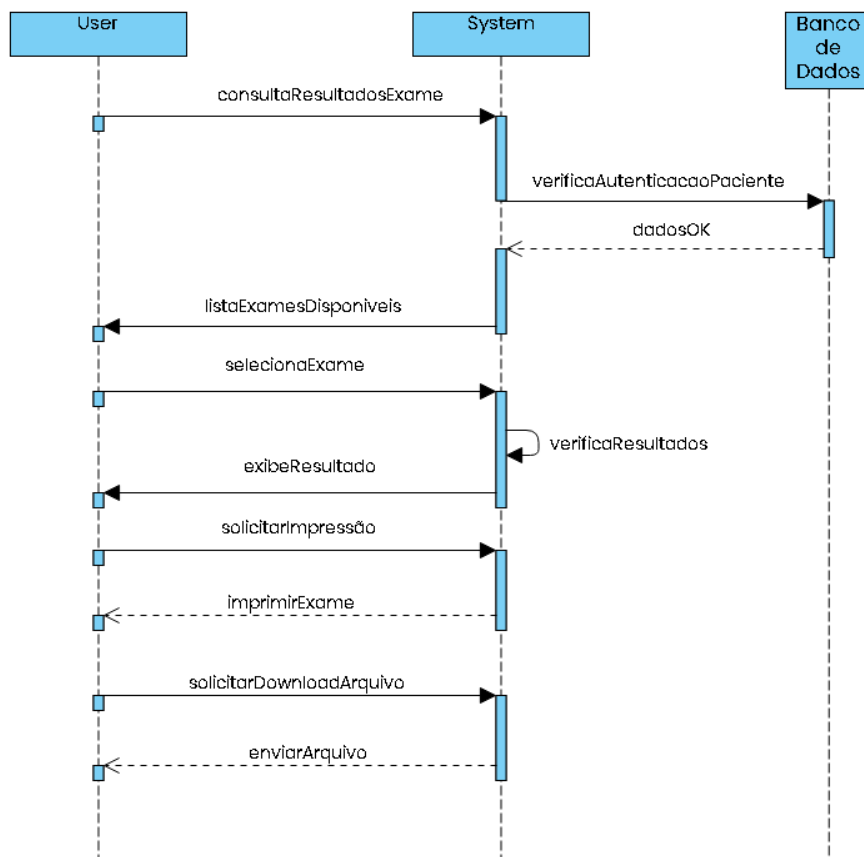 User
System
Banco
de
Dados
consultaResultadosExame
verificaAutenticacaoPaciente
dadosOK
listaExamesDisponiveis
selecionaExame
verificaResultados
exibeResultado
solicitarImpressão
imprimirExame
solicitarDownloadArquivo
enviarArquivo